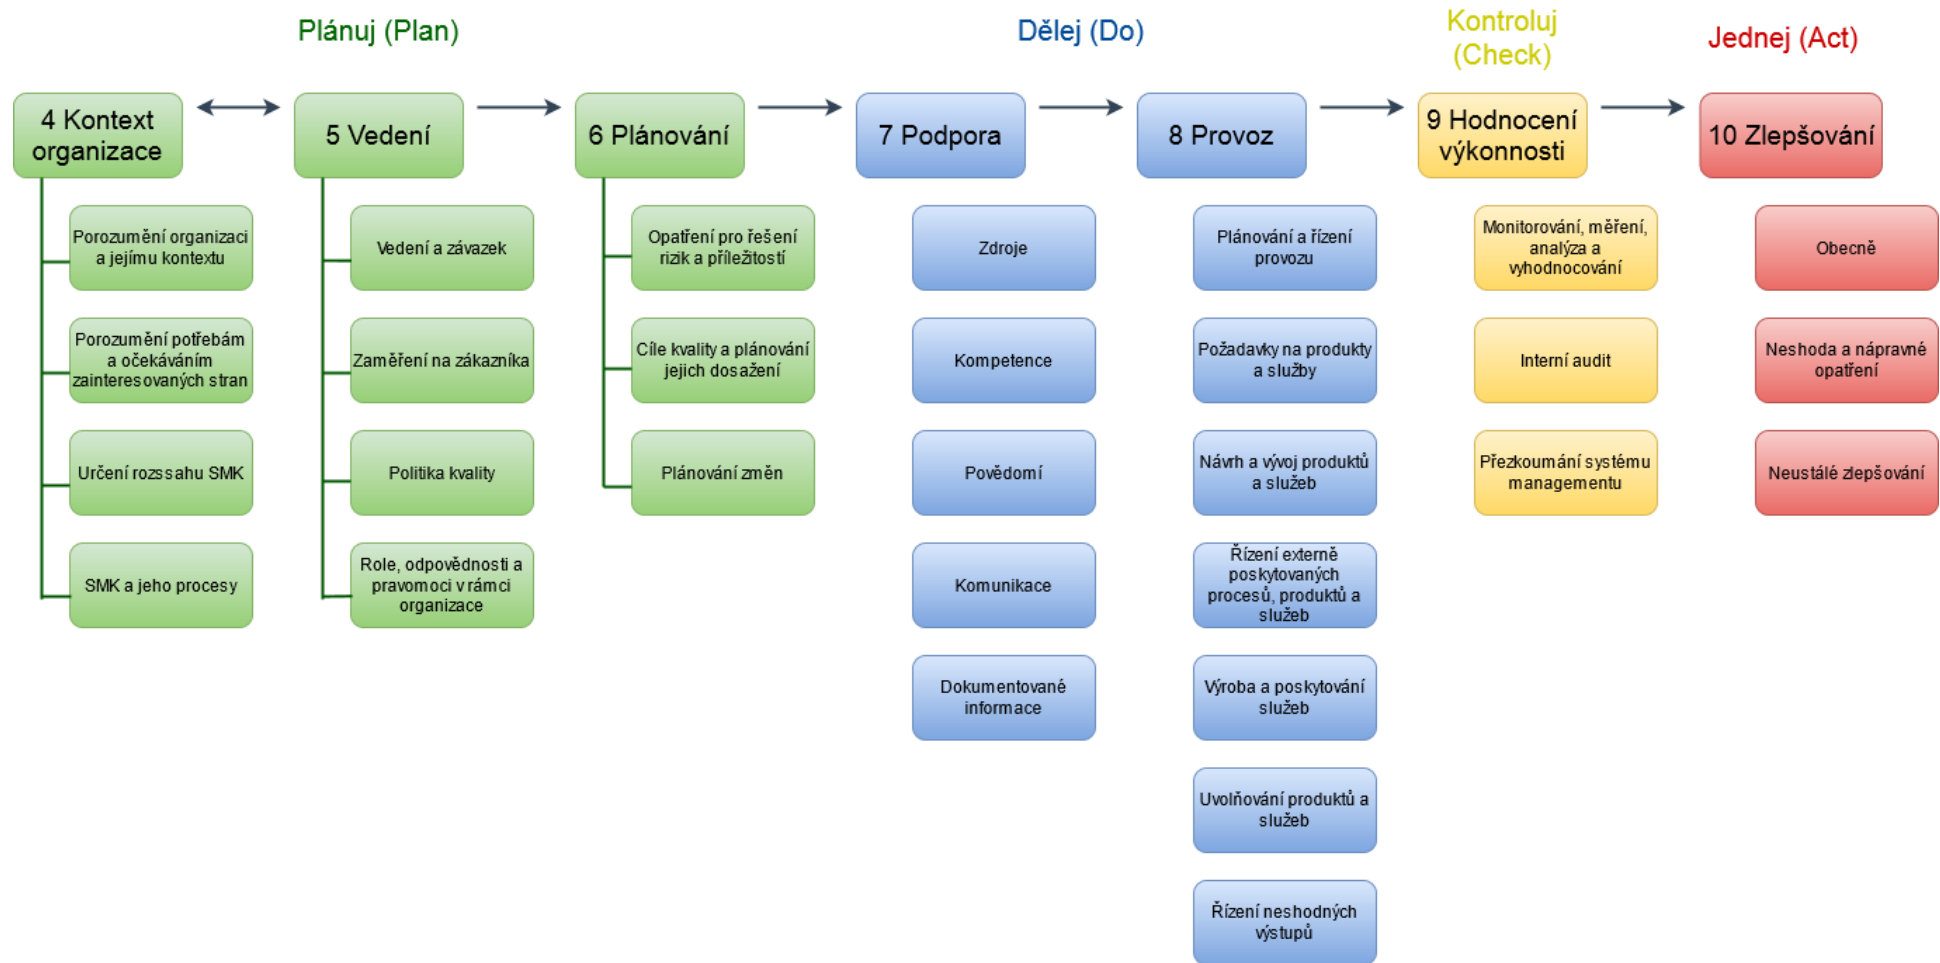 Plánuj (Plan)
Dělej (Do)
Kontroluj
(Check)
Jednej (Act)
4 Kontext
organizace
5 Vedení
6 Plánování
7 Podpora
8 Provoz
9 Hodnocení
výkonnosti
10 Zlepšování
Porozumění organizaci
a jejímu kontextu
Porozumění potřebám
a očekáváním
zainteresovaných stran
Určení rozssahu SMK
SMK a jeho procesy
Vedení a závazek
Zaměření na zákazníka
Politika kvality
Role, odpovědnosti a
pravomoci v rámci
organizace
Opatření pro řešení
rizik a příležitostí
Cíle kvality a plánování
jejich dosažení
Plánování změn
Zdroje
Kompetence
Povědomí
Komunikace
Dokumentované
informace
Plánování a řízení
provozu
Požadavky na produkty
a služby
Návrh a vývoj produktů
a služeb
Řízení externě
poskytovaných
procesů, produktů a
služeb
Výroba a poskytování
služeb
Uvolňování produktů a
služeb
Řízení neshodných
výstupů
Monitorování, měření,
analýza a
vyhodnocování
Interní audit
Přezkoumání systému
managementu
Obecně
Neshoda a nápravné
opatření
Neustálé zlepšování